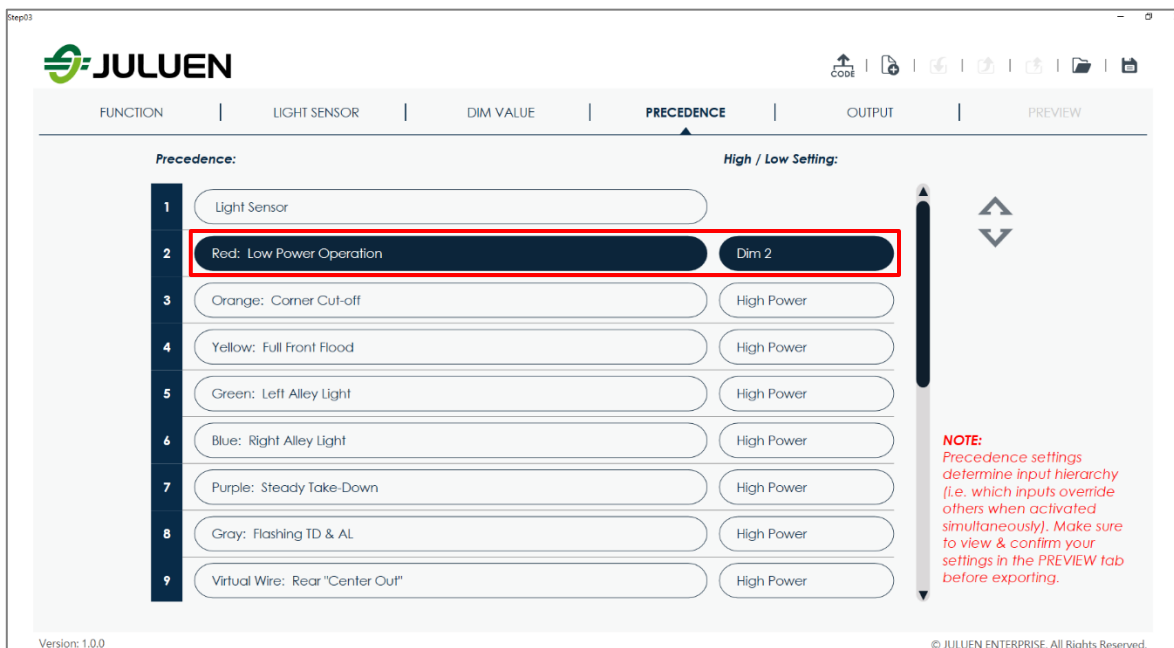 Step03
JULUEN
CODE
FUNCTION | LIGHT SENSOR | DIM VALUE | PRECEDENCE | OUTPUT | PREVIEW
Precedence: High / Low Setting:
1 Light Sensor
2 Red: Low Power Operation Dim 2
3 Orange: Corner Cut-off High Power
4 Yellow: Full Front Flood High Power
5 Green: Left Alley Light High Power
6 Blue: Right Alley Light High Power
7 Purple: Steady Take-Down High Power
8 Gray: Flashing TD & AL High Power
9 Virtual Wire: Rear "Center Out" High Power
NOTE:
Precedence settings
determine input hierarchy
(i.e. which inputs override
others when activated
simultaneously). Make sure
to view & confirm your
settings in the PREVIEW tab
before exporting.
Version: 1.0.0 © JULUEN ENTERPRISE. All Rights Reserved.